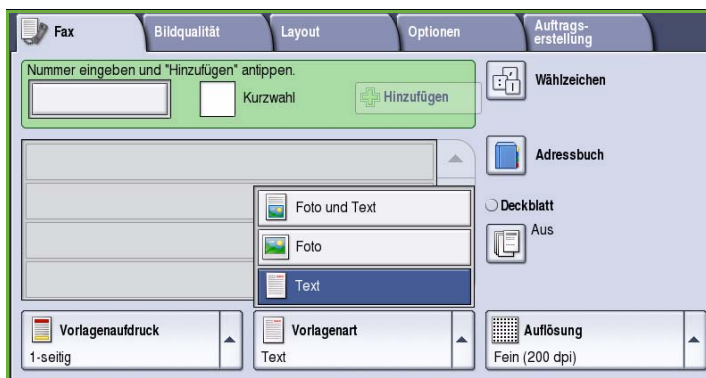 Fax
Bildqualität
Layout
Optionen
Auftrags-
erstellung
Nummer eingeben und "Hinzufügen" antippen.
Kurzwahl
Hinzufügen
Wählzeichen
Adressbuch
Foto und Text
Foto
Text
Deckblatt
Aus
Vorlagenaufdruck
1-seitig
Vorlagenart
Text
Auflösung
Fein (200 dpi)